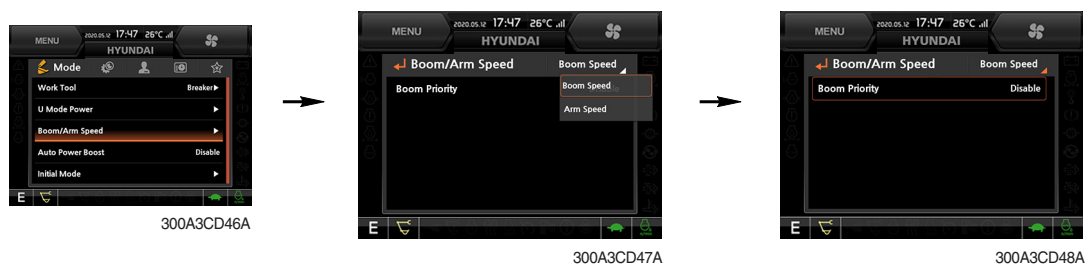 MENU
2020.05.12 17:47 26°C
HYUNDAI
Mode
Work Tool Breaker▶
U Mode Power ▶
Boom/Arm Speed ▶
Auto Power Boost Disable
Initial Mode ▶
E
300A3CD46A
MENU
2020.05.12 17:47 26°C
HYUNDAI
Boom/Arm Speed Boom Speed
Boom Priority
Boom Speed
Arm Speed
E
300A3CD47A
MENU
2020.05.12 17:47 26°C
HYUNDAI
Boom/Arm Speed Boom Speed
Boom Priority Disable
E
300A3CD48A